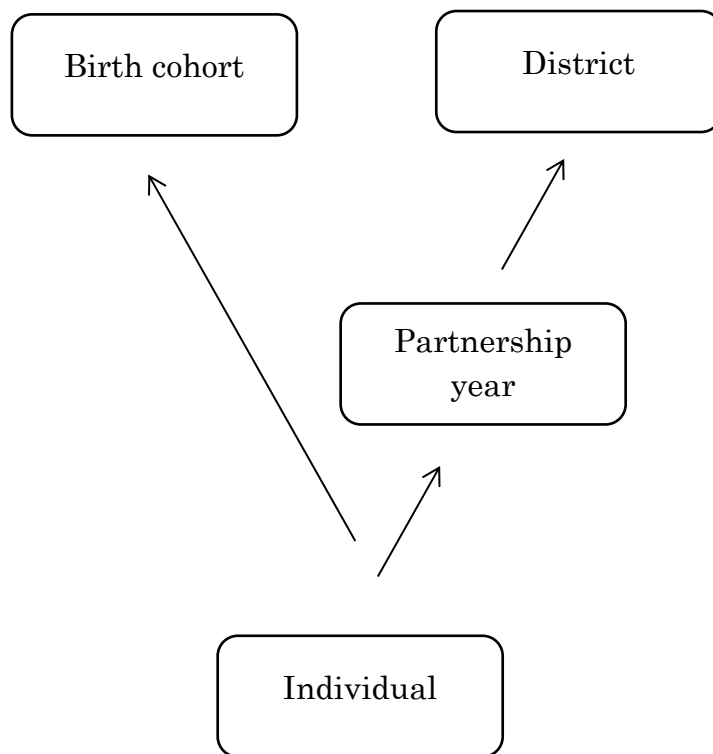 Birth cohort
District
Partnership
year
Individual